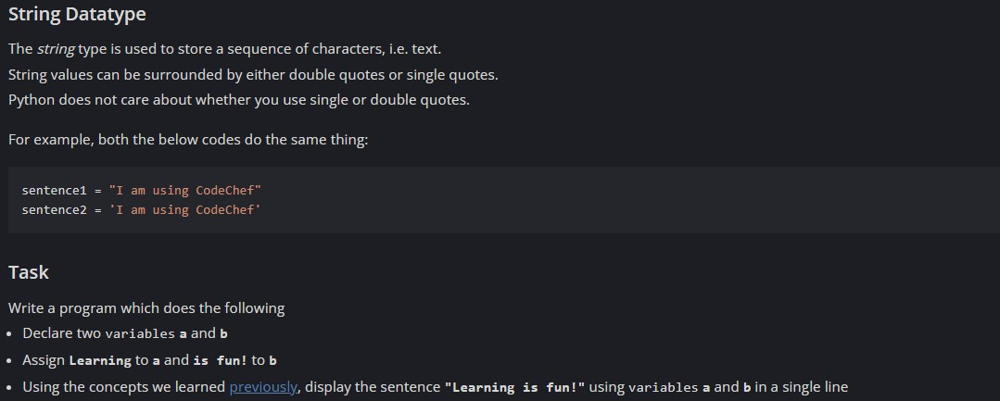 String Datatype
The string type is used to store a sequence of characters, i.e. text.
String values can be surrounded by either double quotes or single quotes.
Python does not care about whether you use single or double quotes.
For example, both the below codes do the same thing:
sentence1 = "I am using CodeChef"
sentence2 = 'I am using CodeChef'
Task
Write a program which does the following
• Declare two variables a and b
• Assign Learning to a and is fun! to b
• Using the concepts we learned previously, display the sentence "Learning is fun!" using variables a and b in a single line